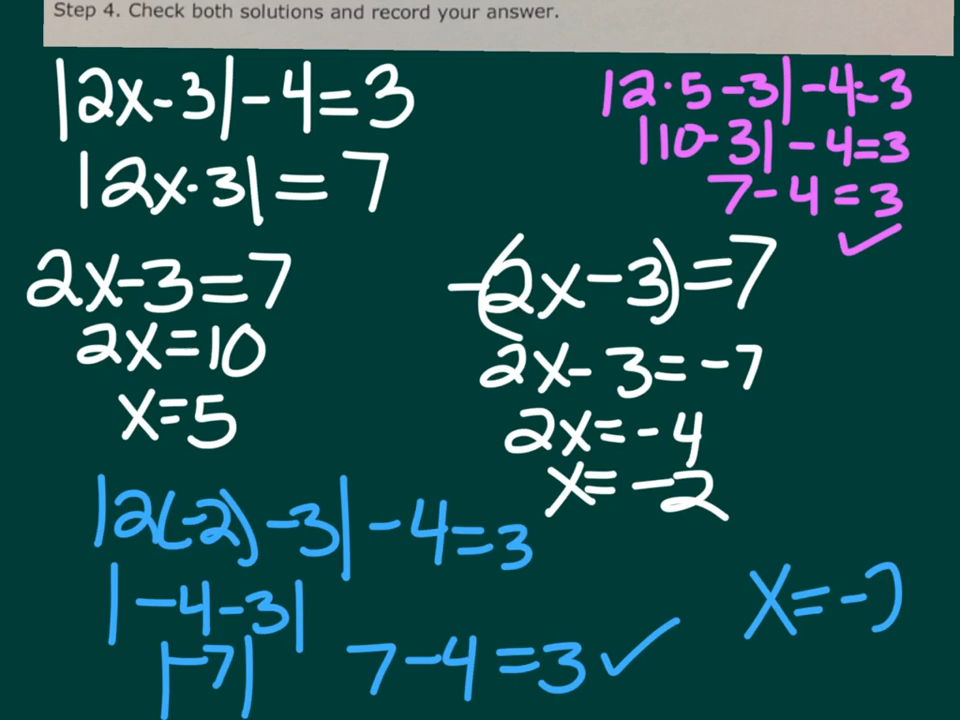 Step 4. Check both solutions and record your answer.
|2x-3|-4=3
|2x-3|=7
2x-3=7
2x=10
x=5
-(2x-3)=7
2x-3=-7
2x=-4
x=-2
|2·5-3|-4=3
|10-3|-4=3
7-4=3
✓
|2(-2)-3|-4=3
|-4-3|
|-7| 7-4=3✓
x=-